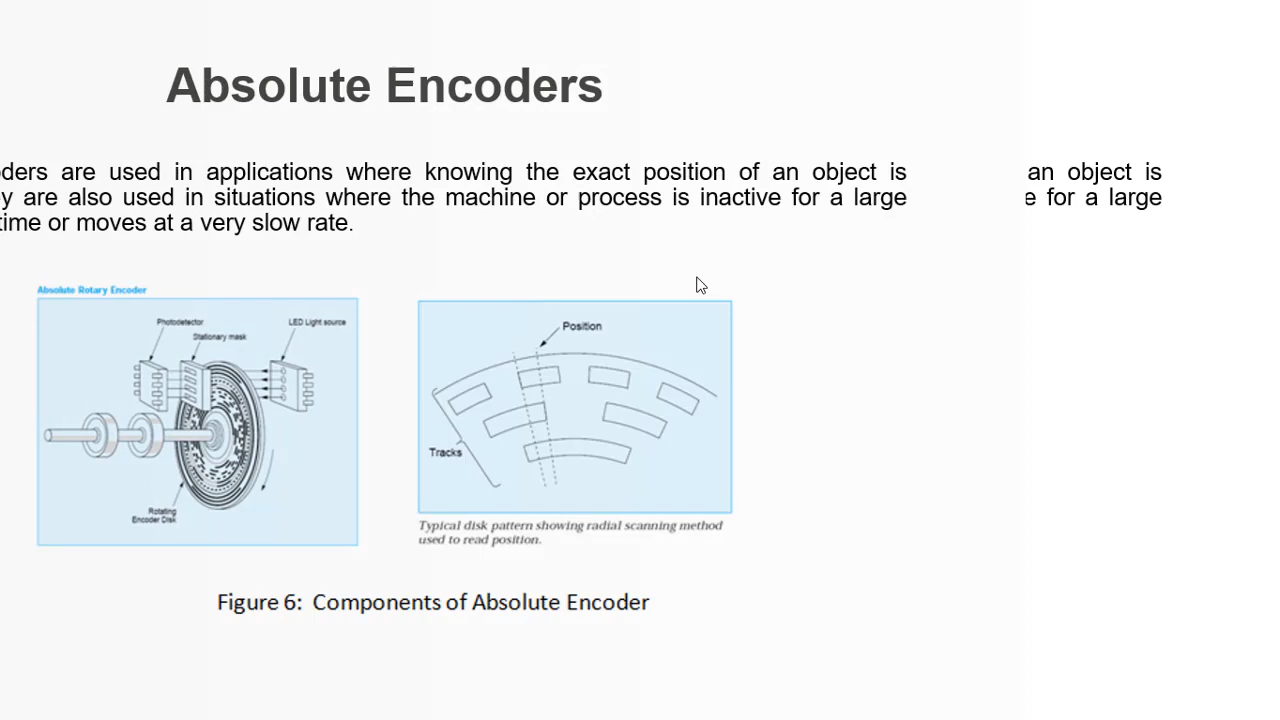 Absolute Encoders
ders are used in applications where knowing the exact position of an object is
an object is
y are also used in situations where the machine or process is inactive for a large
e for a large
time or moves at a very slow rate.
Absolute Rotary Encoder
Photodetector
LED Light source
Stationary mask
Rotating
Encoder Disk
Position
Tracks
Typical disk pattern showing radial scanning method
used to read position.
Figure 6: Components of Absolute Encoder